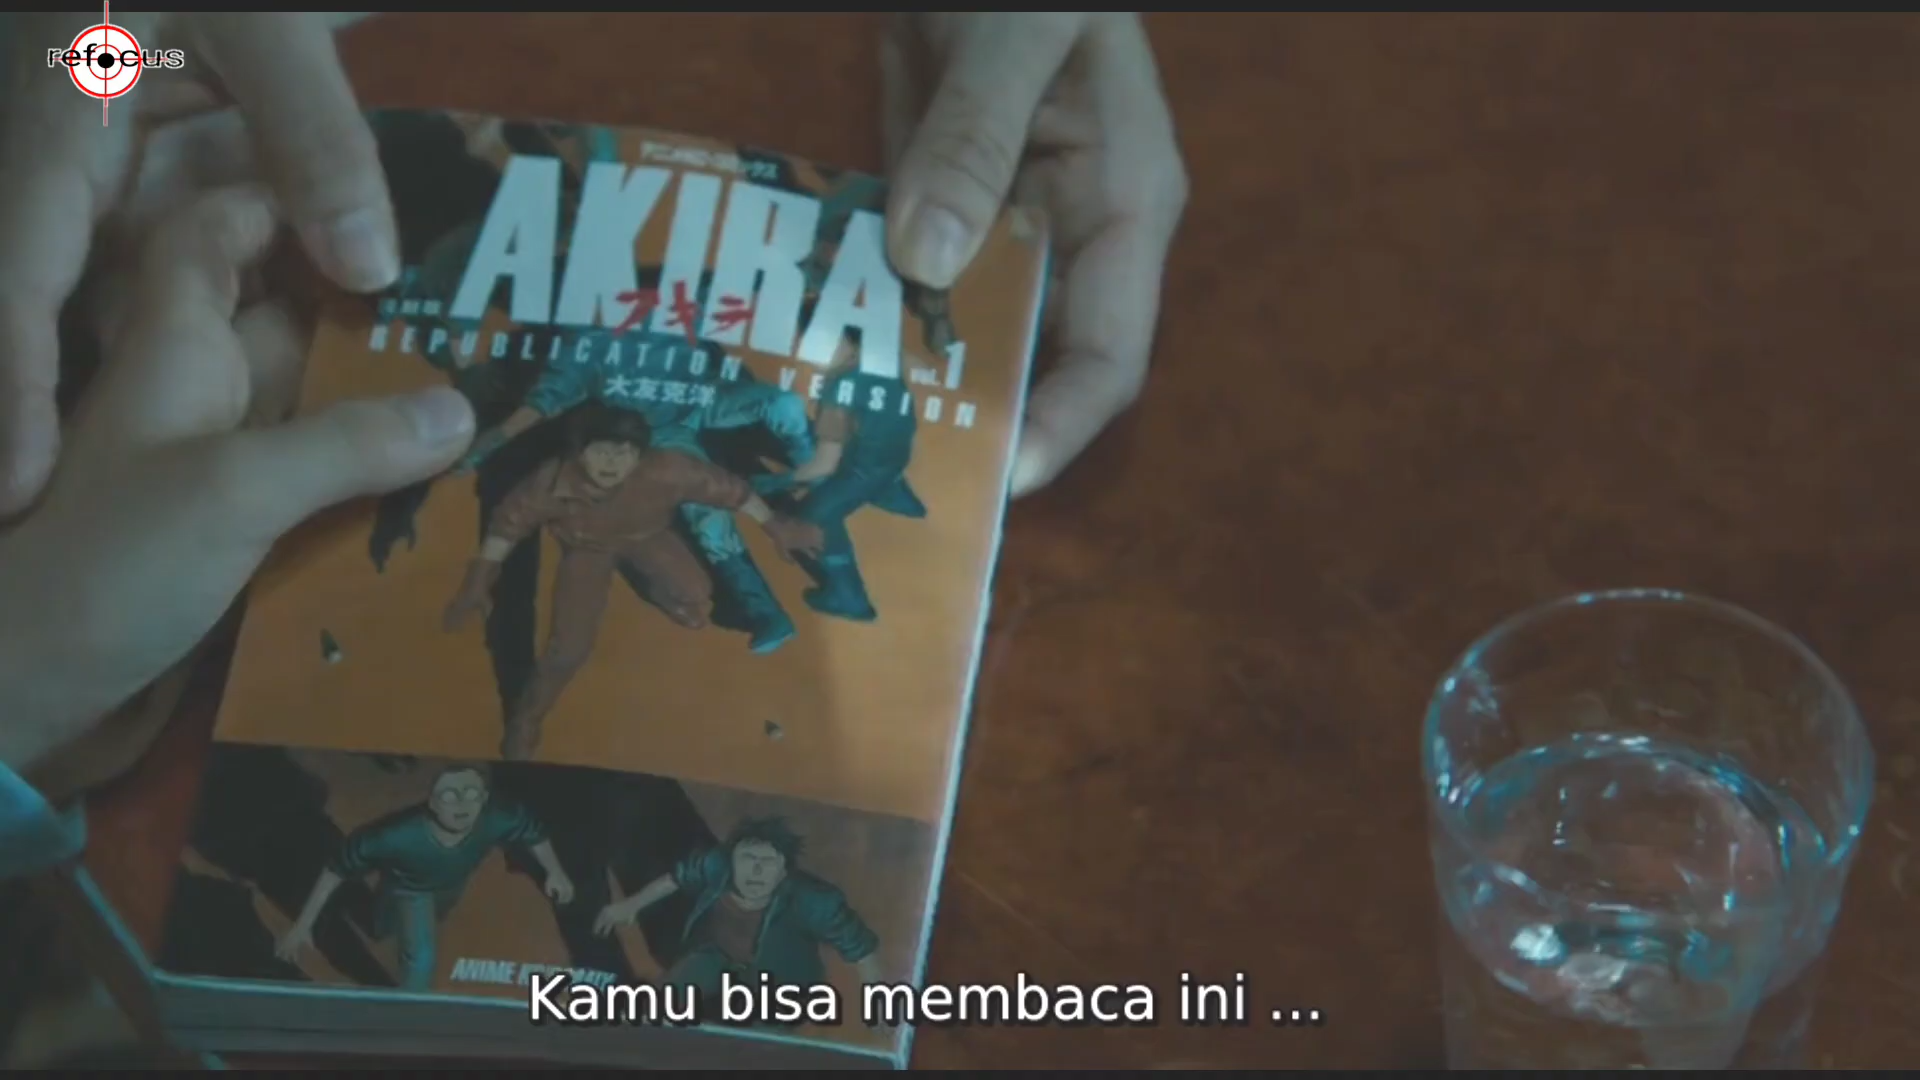 refocus
AKIRA
アキラ
REPUBLICATION VERSION
vol. 1
大友克洋
Kamu bisa membaca ini ...